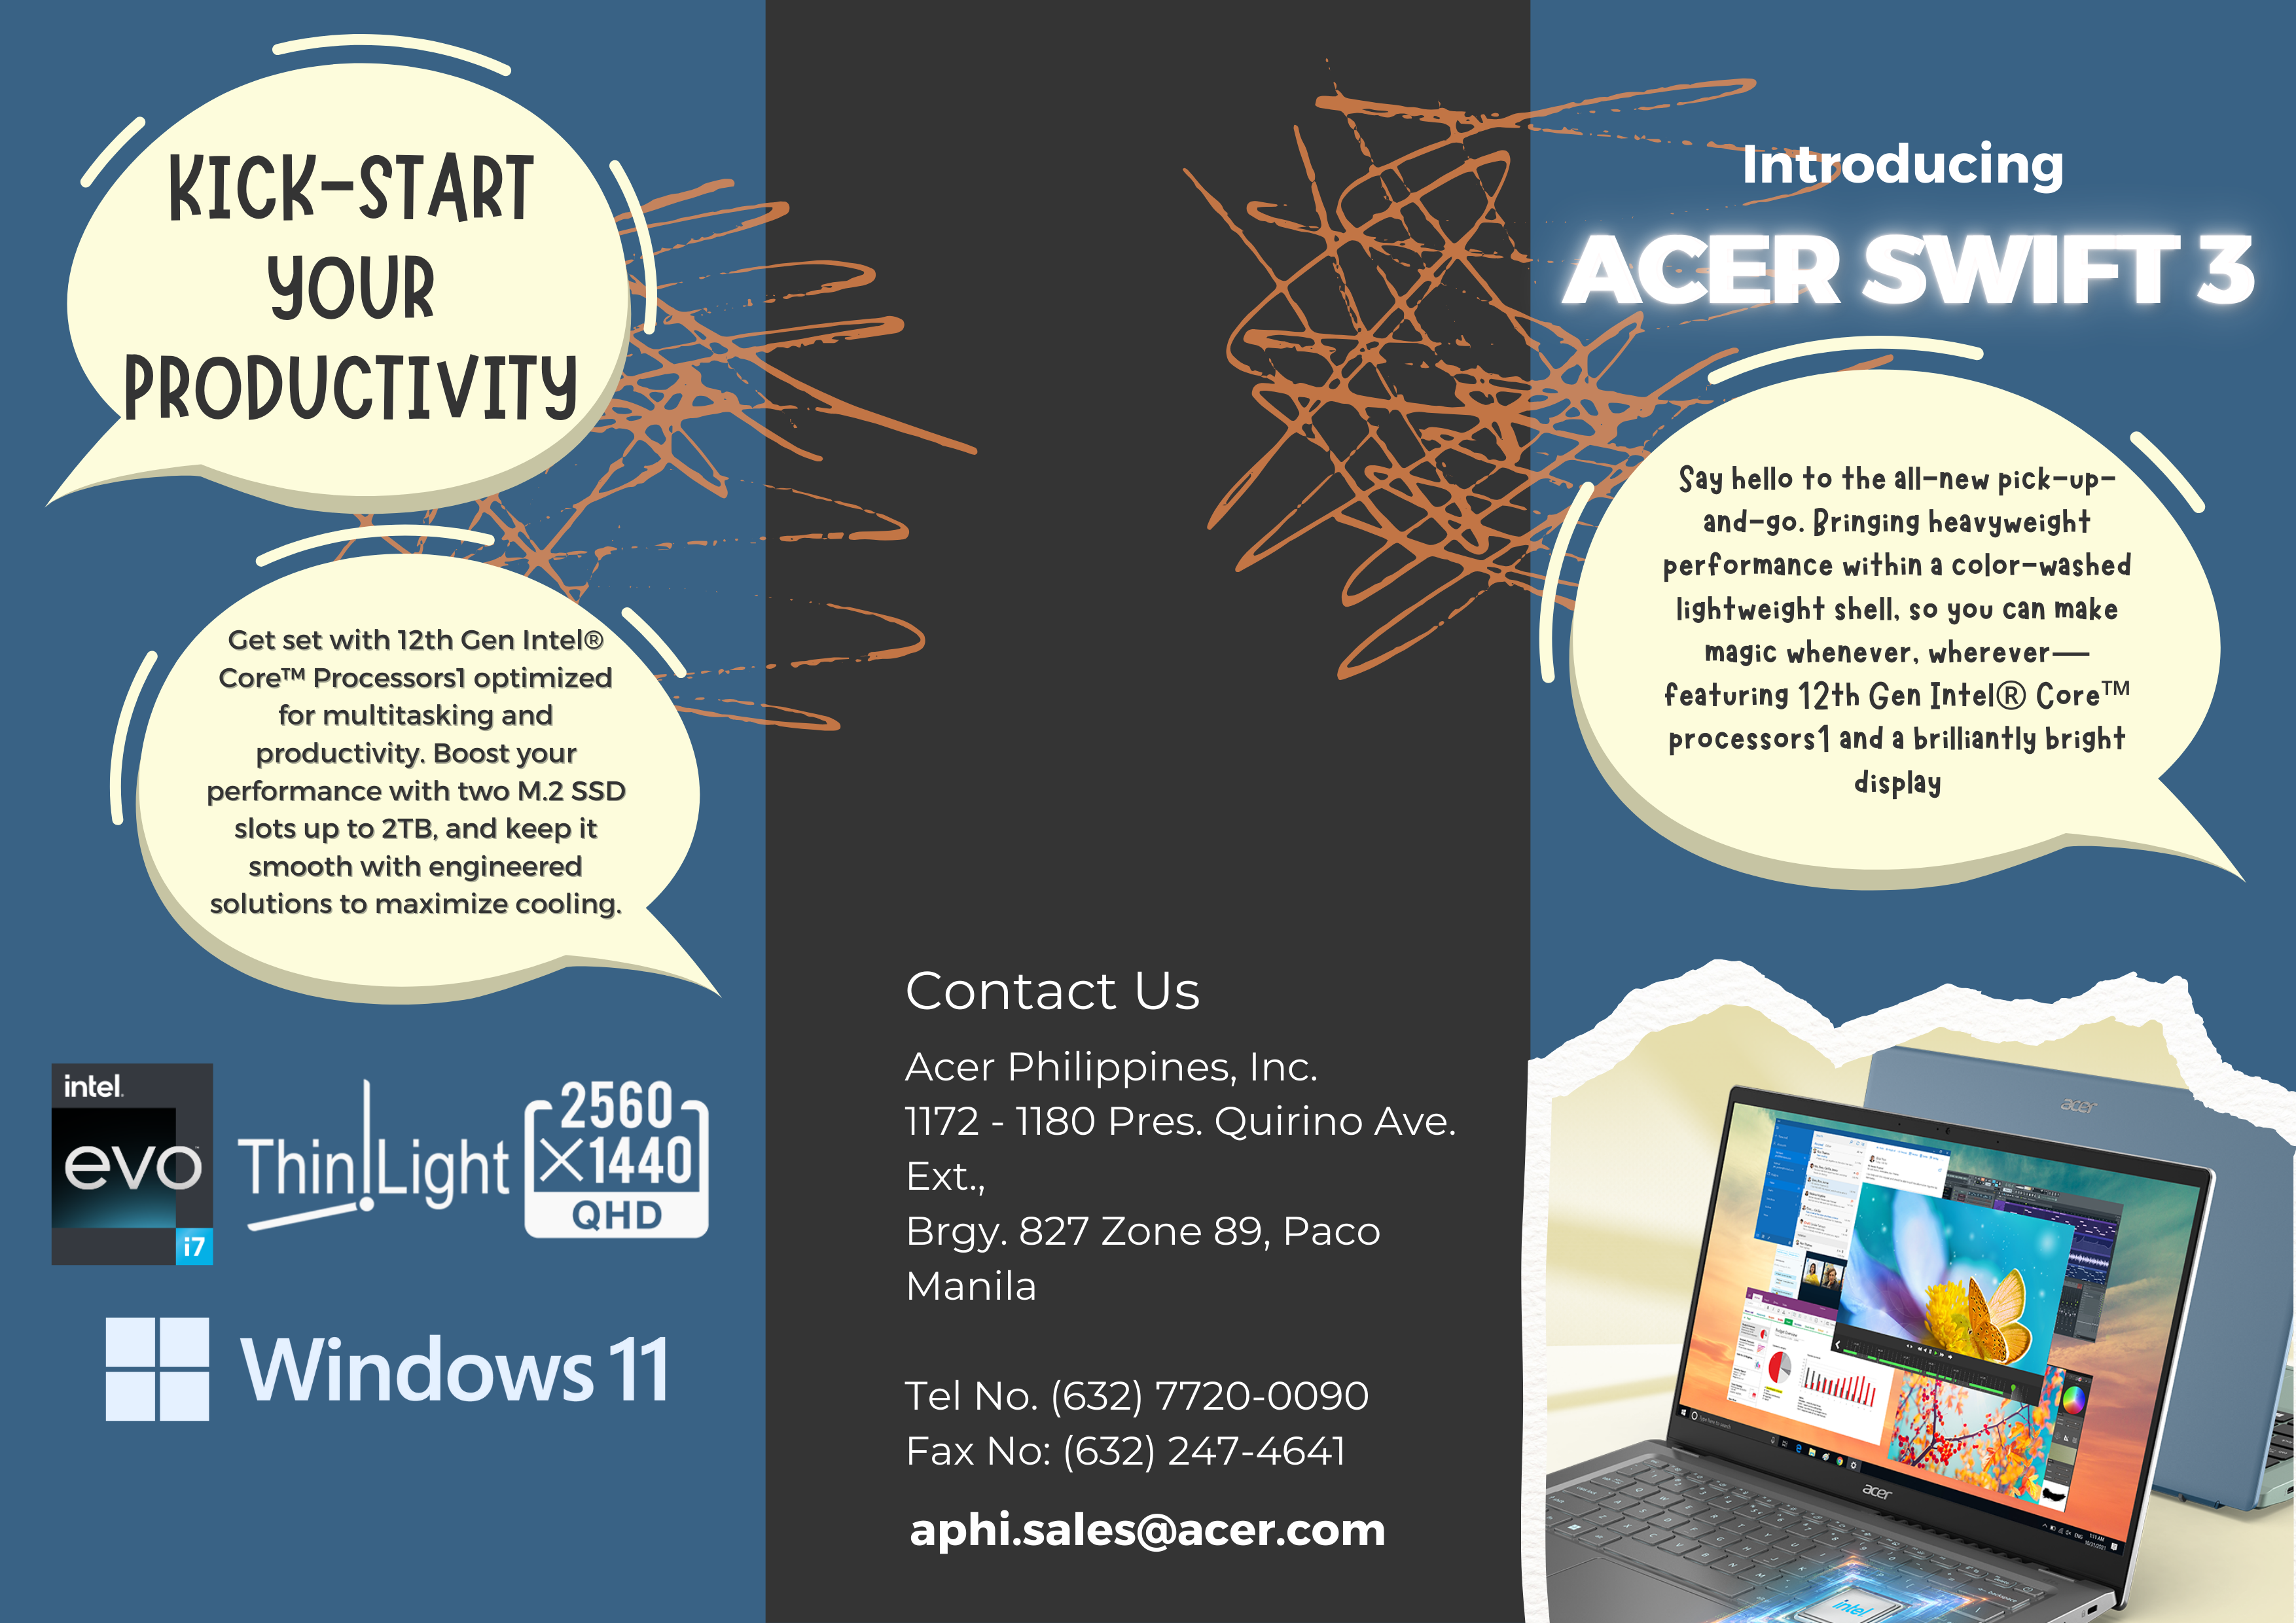 KICK-START
YOUR
PRODUCTIVITY
Get set with 12th Gen Intel®
Core™ Processors1 optimized
for multitasking and
productivity. Boost your
performance with two M.2 SSD
slots up to 2TB, and keep it
smooth with engineered
solutions to maximize cooling.
intel.
evo
i7
Thin Light
2560
×1440
QHD
Windows 11
Contact Us
Acer Philippines, Inc.
1172 - 1180 Pres. Quirino Ave.
Ext.,
Brgy. 827 Zone 89, Paco
Manila
Tel No. (632) 7720-0090
Fax No: (632) 247-4641
aphi.sales@acer.com
Introducing
ACER SWIFT 3
Say hello to the all-new pick-up-
and-go. Bringing heavyweight
performance within a color-washed
lightweight shell, so you can make
magic whenever, wherever—
featuring 12th Gen Intel® Core™
processors1 and a brilliantly bright
display
acer
acer
intel